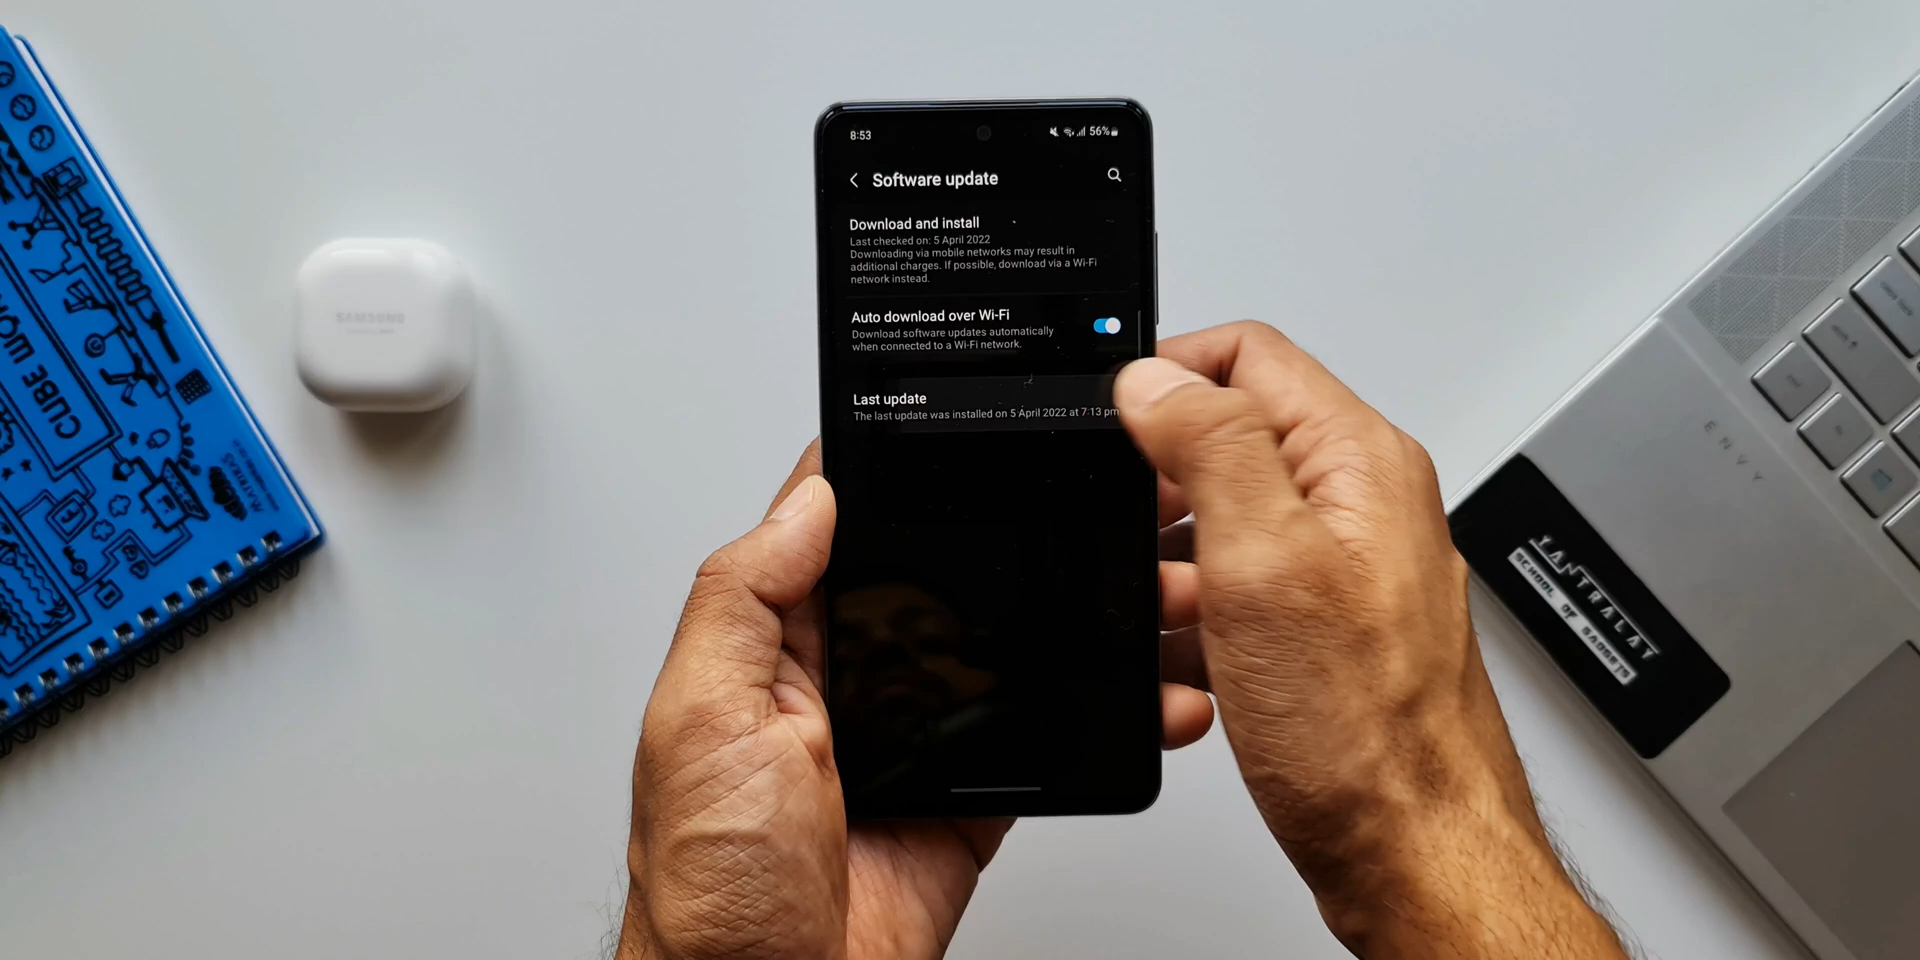 CUBE WOR
MATRIKAS
SAMSUNG
8:53
56%
Software update
Download and install
Last checked on: 5 April 2022
Downloading via mobile networks may result in
additional charges. If possible, download via a Wi-Fi
network instead.
Auto download over Wi-Fi
Download software updates automatically
when connected to a Wi-Fi network.
Last update
The last update was installed on 5 April 2022 at 7:13 pm
ENVY
YANTRALAY
SCHOOL OF GADGETS